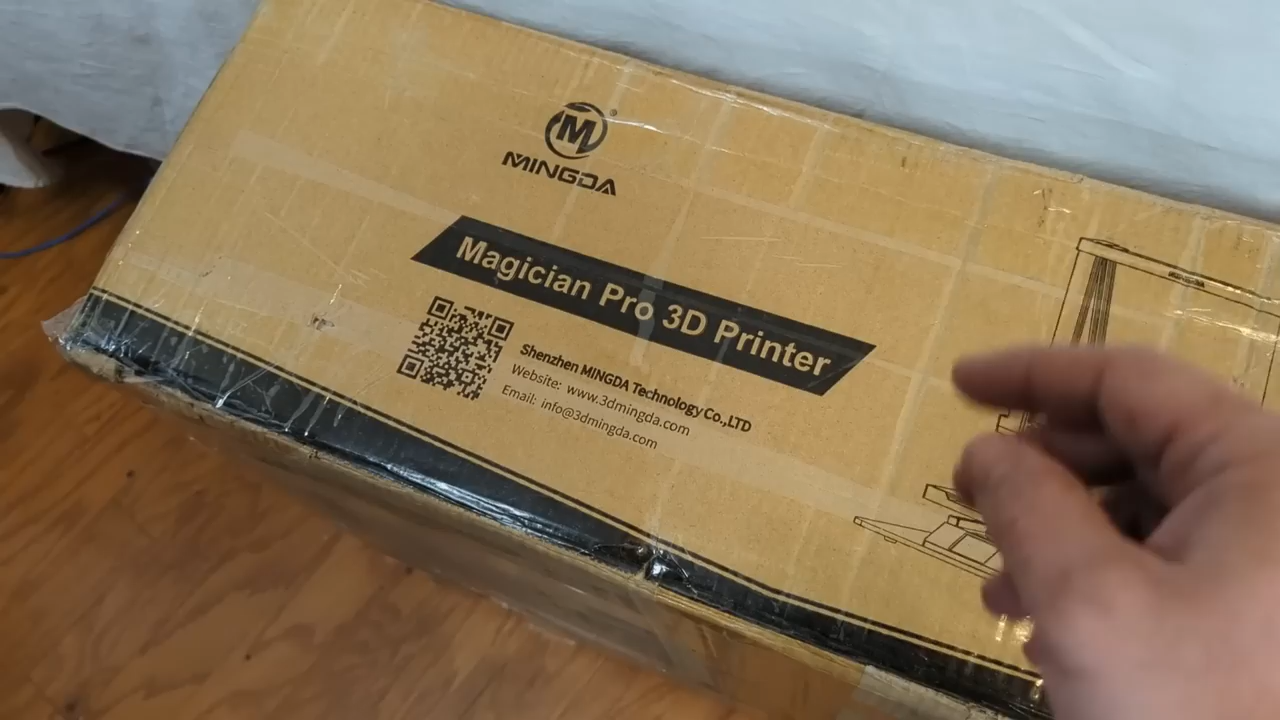 M®
MINGDA
Magician Pro 3D Printer
Shenzhen MINGDA Technology Co.,LTD
Website: www.3dmingda.com
Email: info@3dmingda.com